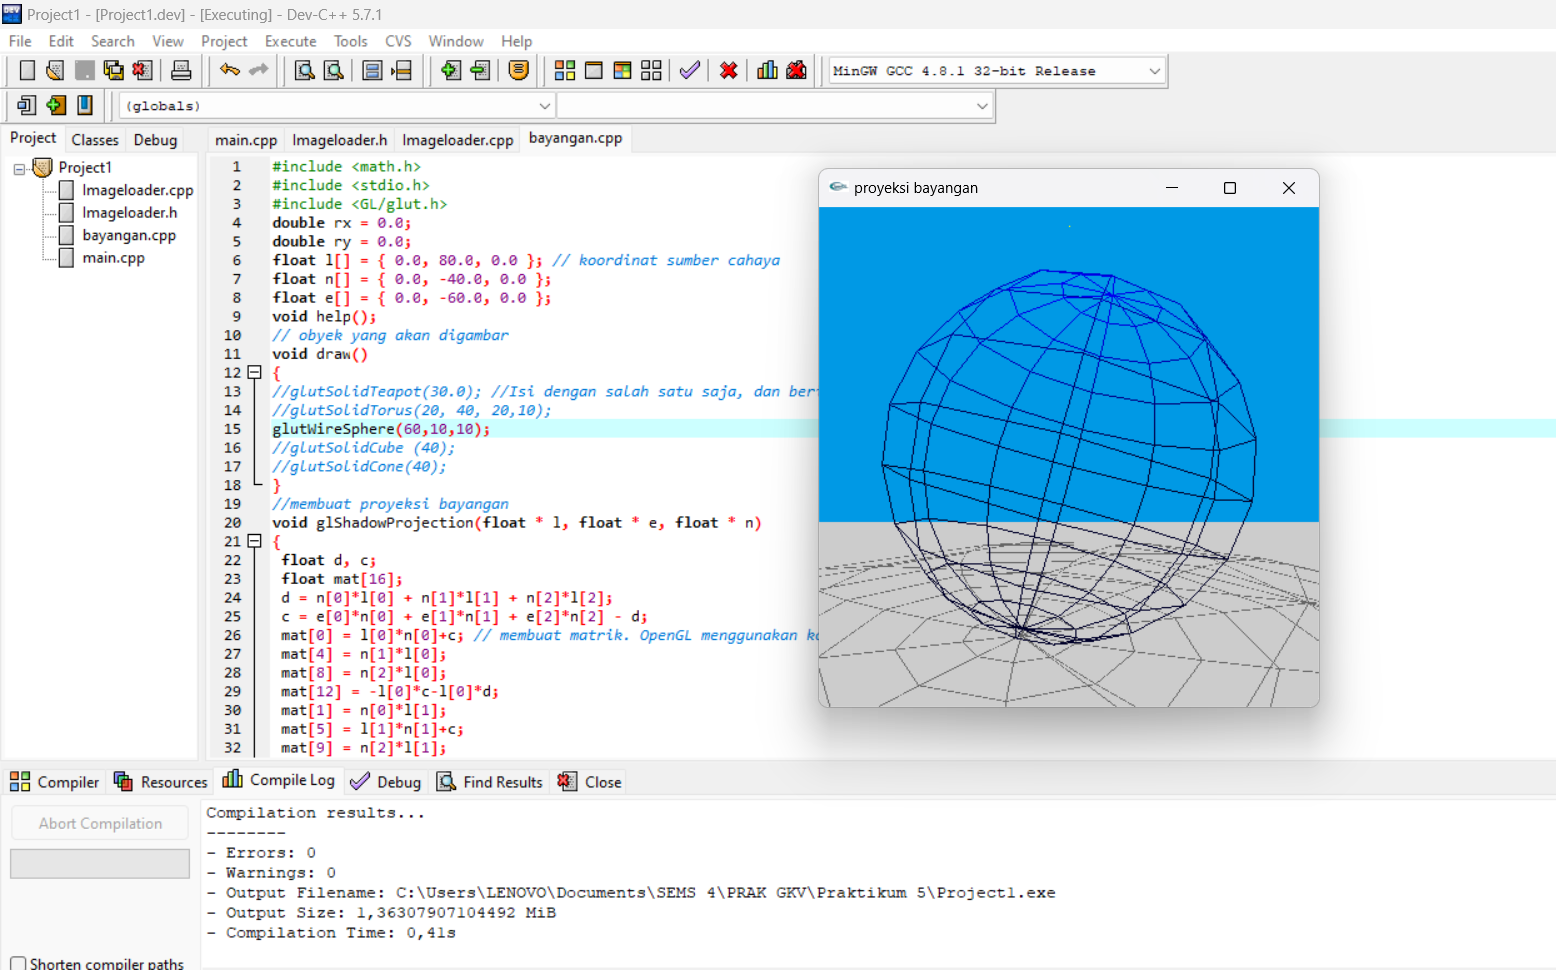 Project1 - [Project1.dev] - [Executing] - Dev-C++ 5.7.1
File Edit Search View Project Execute Tools CVS Window Help
MinGW GCC 4.8.1 32-bit Release
(globals)
Project Classes Debug
main.cpp Imageloader.h Imageloader.cpp bayangan.cpp
Project1
Imageloader.cpp
Imageloader.h
bayangan.cpp
main.cpp
1 #include <math.h>
2 #include <stdio.h>
3 #include <GL/glut.h>
4 double rx = 0.0;
5 double ry = 0.0;
6 float l[] = { 0.0, 80.0, 0.0 }; // koordinat sumber cahaya
7 float n[] = { 0.0, -40.0, 0.0 };
8 float e[] = { 0.0, -60.0, 0.0 };
9 void help();
10 // obyek yang akan digambar
11 void draw()
12 {
13 //glutSolidTeapot(30.0); //Isi dengan salah satu saja, dan ber
14 //glutSolidTorus(20, 40, 20,10);
15 glutWireSphere(60,10,10);
16 //glutSolidCube (40);
17 //glutSolidCone(40);
18 }
19 //membuat proyeksi bayangan
20 void glShadowProjection(float * l, float * e, float * n)
21 {
22 float d, c;
23 float mat[16];
24 d = n[0]*l[0] + n[1]*l[1] + n[2]*l[2];
25 c = e[0]*n[0] + e[1]*n[1] + e[2]*n[2] - d;
26 mat[0] = l[0]*n[0]+c; // membuat matrik. OpenGL menggunakan ko
27 mat[4] = n[1]*l[0];
28 mat[8] = n[2]*l[0];
29 mat[12] = -l[0]*c-l[0]*d;
30 mat[1] = n[0]*l[1];
31 mat[5] = l[1]*n[1]+c;
32 mat[9] = n[2]*l[1];
proyeksi bayangan
Compiler Resources Compile Log Debug Find Results Close
Abort Compilation
Shorten compiler paths
Compilation results...
--------
- Errors: 0
- Warnings: 0
- Output Filename: C:\Users\LENOVO\Documents\SEMS 4\PRAK GKV\Praktikum 5\Project1.exe
- Output Size: 1,36307907104492 MiB
- Compilation Time: 0,41s